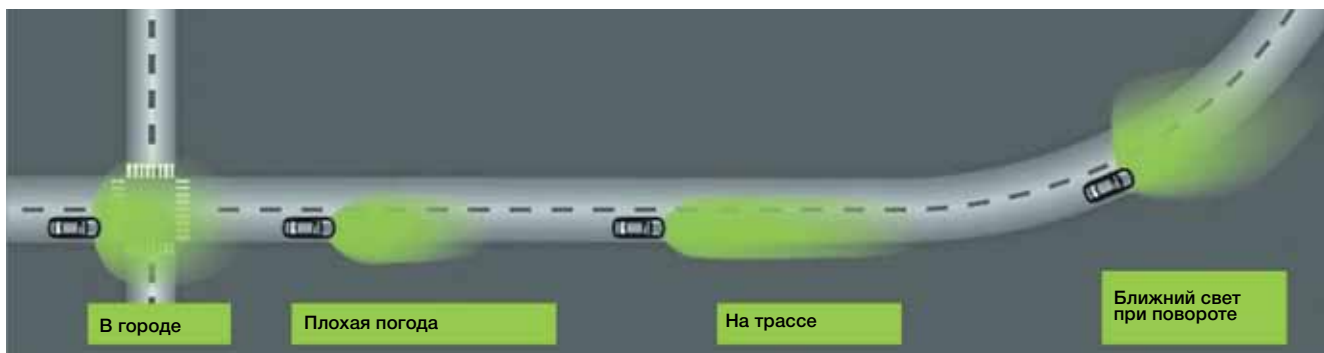 В городе
Плохая погода
На трассе
Ближний свет
при повороте